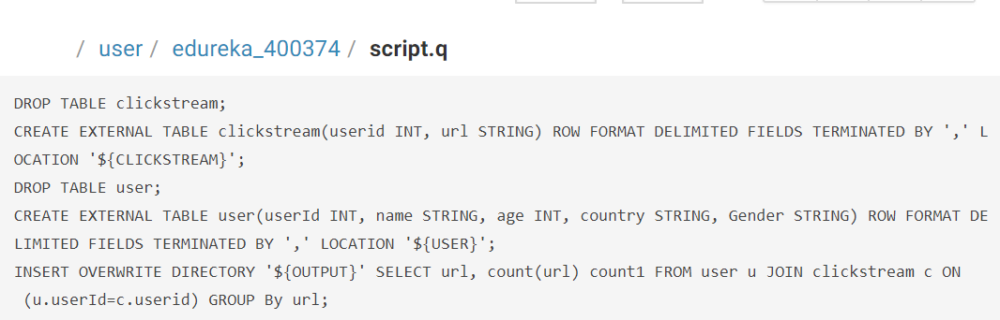 / user / edureka_400374 / script.q
DROP TABLE clickstream;
CREATE EXTERNAL TABLE clickstream(userid INT, url STRING) ROW FORMAT DELIMITED FIELDS TERMINATED BY ',' L
OCATION '${CLICKSTREAM}';
DROP TABLE user;
CREATE EXTERNAL TABLE user(userId INT, name STRING, age INT, country STRING, Gender STRING) ROW FORMAT DE
LIMITED FIELDS TERMINATED BY ',' LOCATION '${USER}';
INSERT OVERWRITE DIRECTORY '${OUTPUT}' SELECT url, count(url) count1 FROM user u JOIN clickstream c ON
(u.userId=c.userid) GROUP By url;